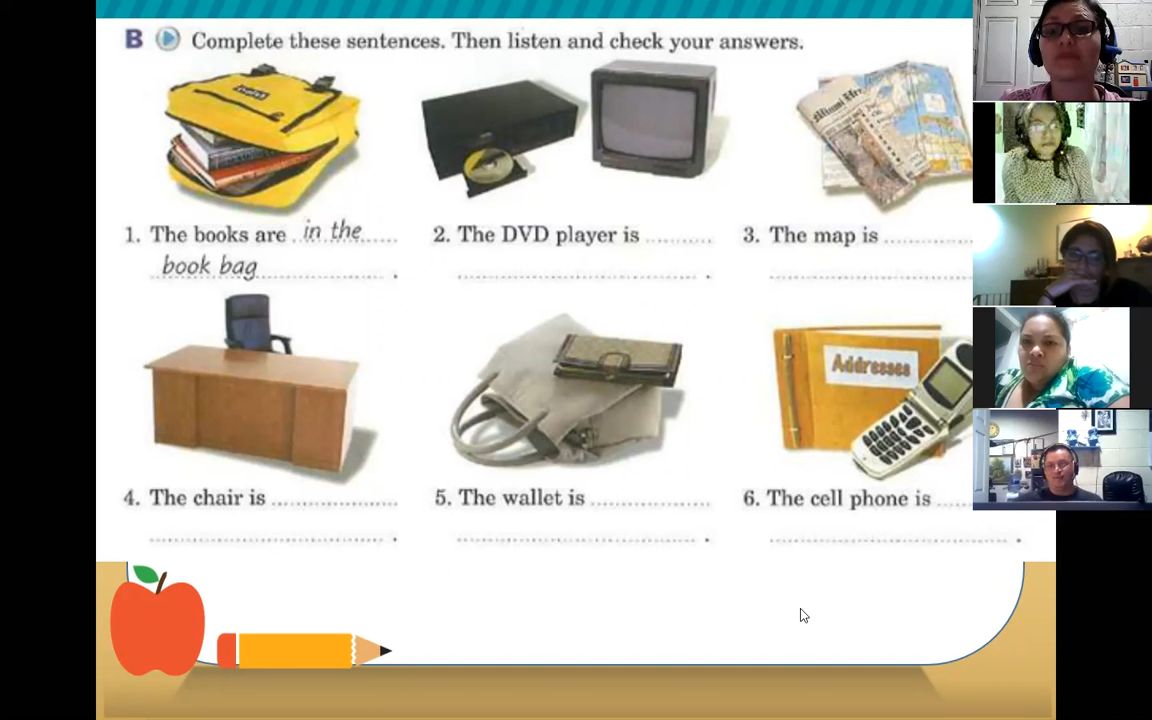 B Complete these sentences. Then listen and check your answers.
1. The books are in the
book bag.
2. The DVD player is
3. The map is
Addresses
4. The chair is
5. The wallet is
6. The cell phone is